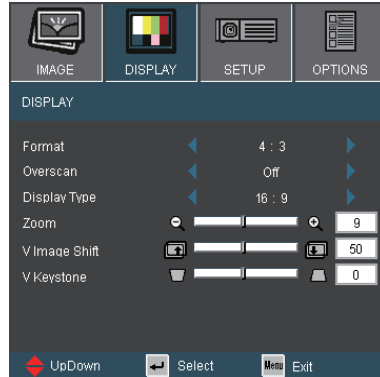 IMAGE DISPLAY SETUP OPTIONS
DISPLAY
Format 4 : 3
Overscan Off
Display Type 16 : 9
Zoom 9
V Image Shift 50
V Keystone 0
UpDown Select Menu Exit